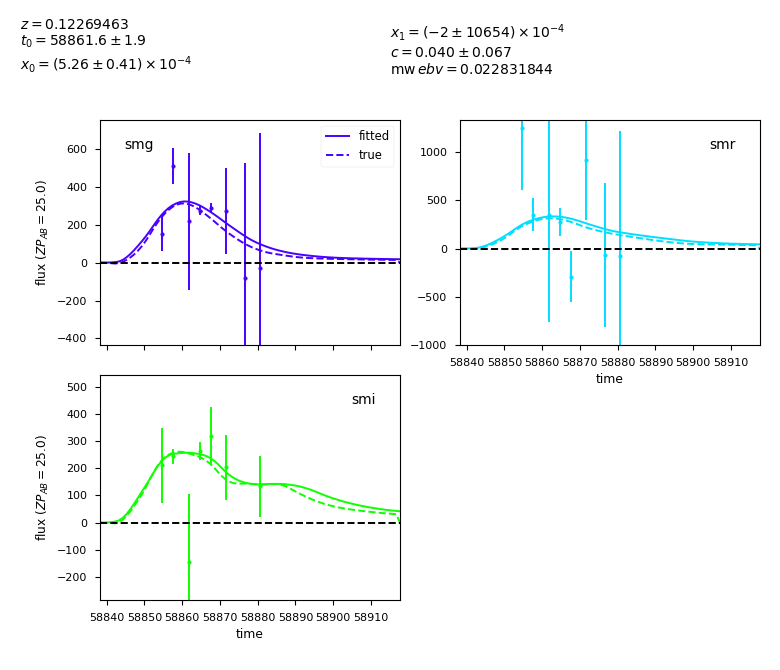 z = 0.12269463
t₀ = 58861.6 ± 1.9
x₀ = (5.26 ± 0.41) × 10⁻⁴
x₁ = (−2 ± 10654) × 10⁻⁴
c = 0.040 ± 0.067
mw ebv = 0.022831844
smg
fitted
true
600
400
200
0
−200
−400
flux (ZP_AB = 25.0)
smr
1000
500
0
−500
−1000
58840 58850 58860 58870 58880 58890 58900 58910
time
smi
500
400
300
200
100
0
−100
−200
flux (ZP_AB = 25.0)
58840 58850 58860 58870 58880 58890 58900 58910
time